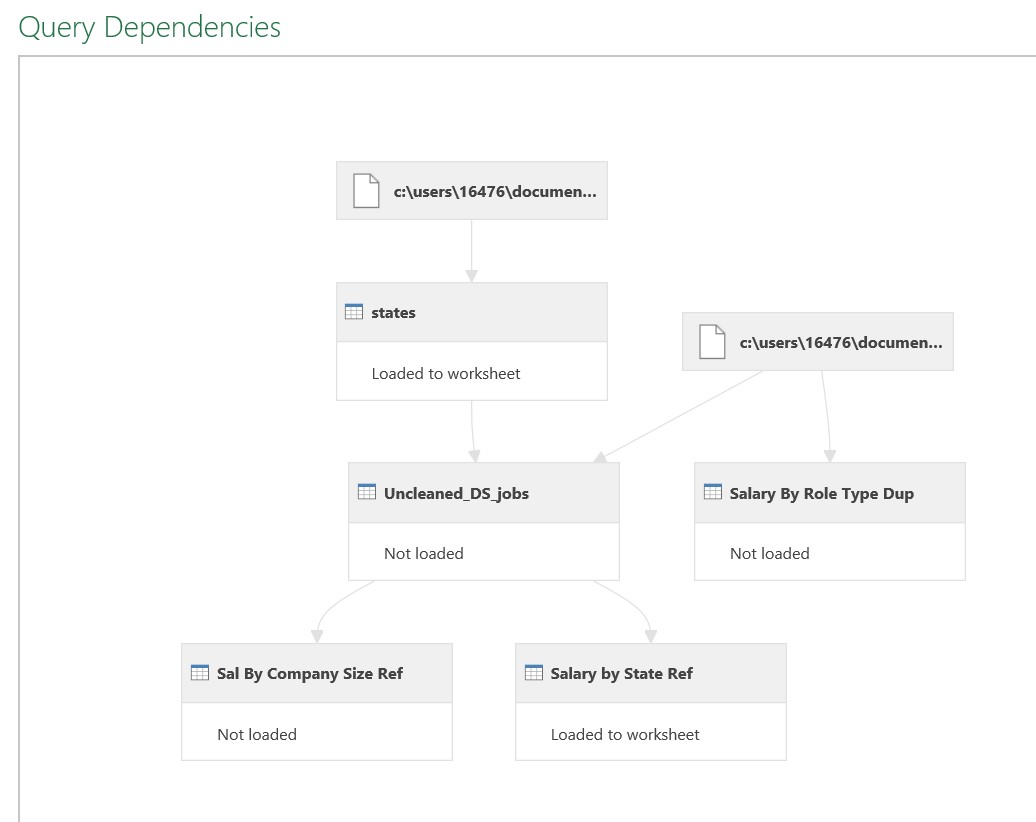 Query Dependencies
c:\users\16476\documen...
states
Loaded to worksheet
c:\users\16476\documen...
Uncleaned_DS_jobs
Not loaded
Salary By Role Type Dup
Not loaded
Sal By Company Size Ref
Not loaded
Salary by State Ref
Loaded to worksheet